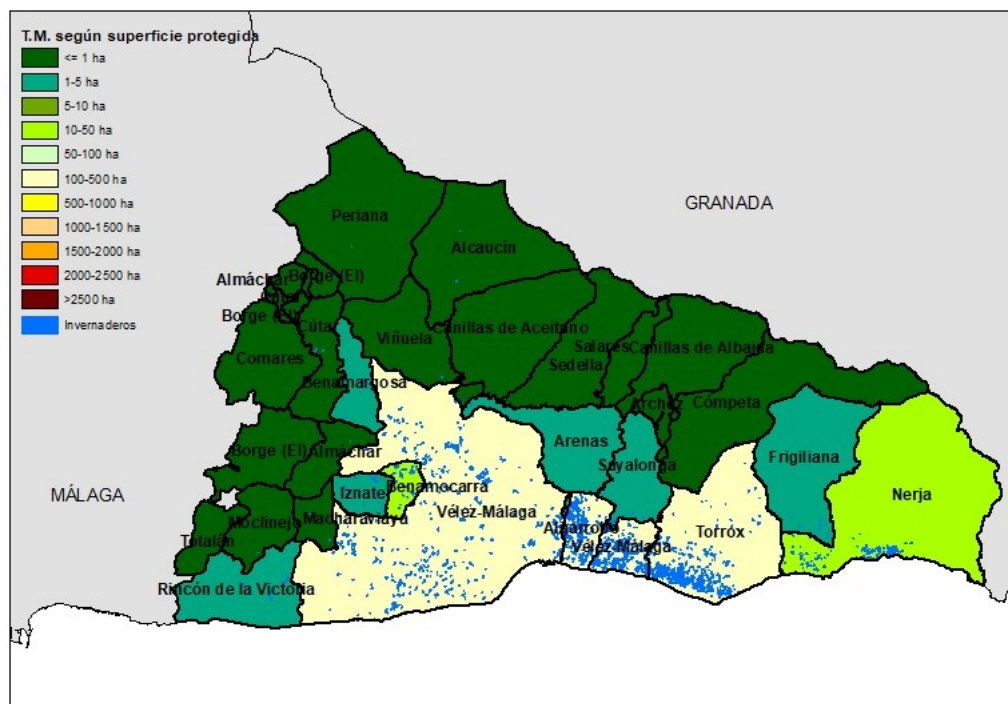 T.M. según superficie protegida
<= 1 ha
1-5 ha
5-10 ha
10-50 ha
50-100 ha
100-500 ha
500-1000 ha
1000-1500 ha
1500-2000 ha
2000-2500 ha
>2500 ha
Invernaderos
GRANADA
MÁLAGA
Periana
Alcaucín
Almáchar
Borge (El)
Borge (El)
Cútar
Viñuela
Canillas de Aceituno
Salares
Sedella
Canillas de Albaida
Comares
Benamargosa
Árchez
Cómpeta
Borge (El)
Almáchar
Arenas
Sayalonga
Frigiliana
Iznate
Benamocarra
Nerja
Vélez-Málaga
Moclinejo
Macharaviaya
Totalán
Algarrobo
Vélez-Málaga
Torrox
Rincón de la Victoria